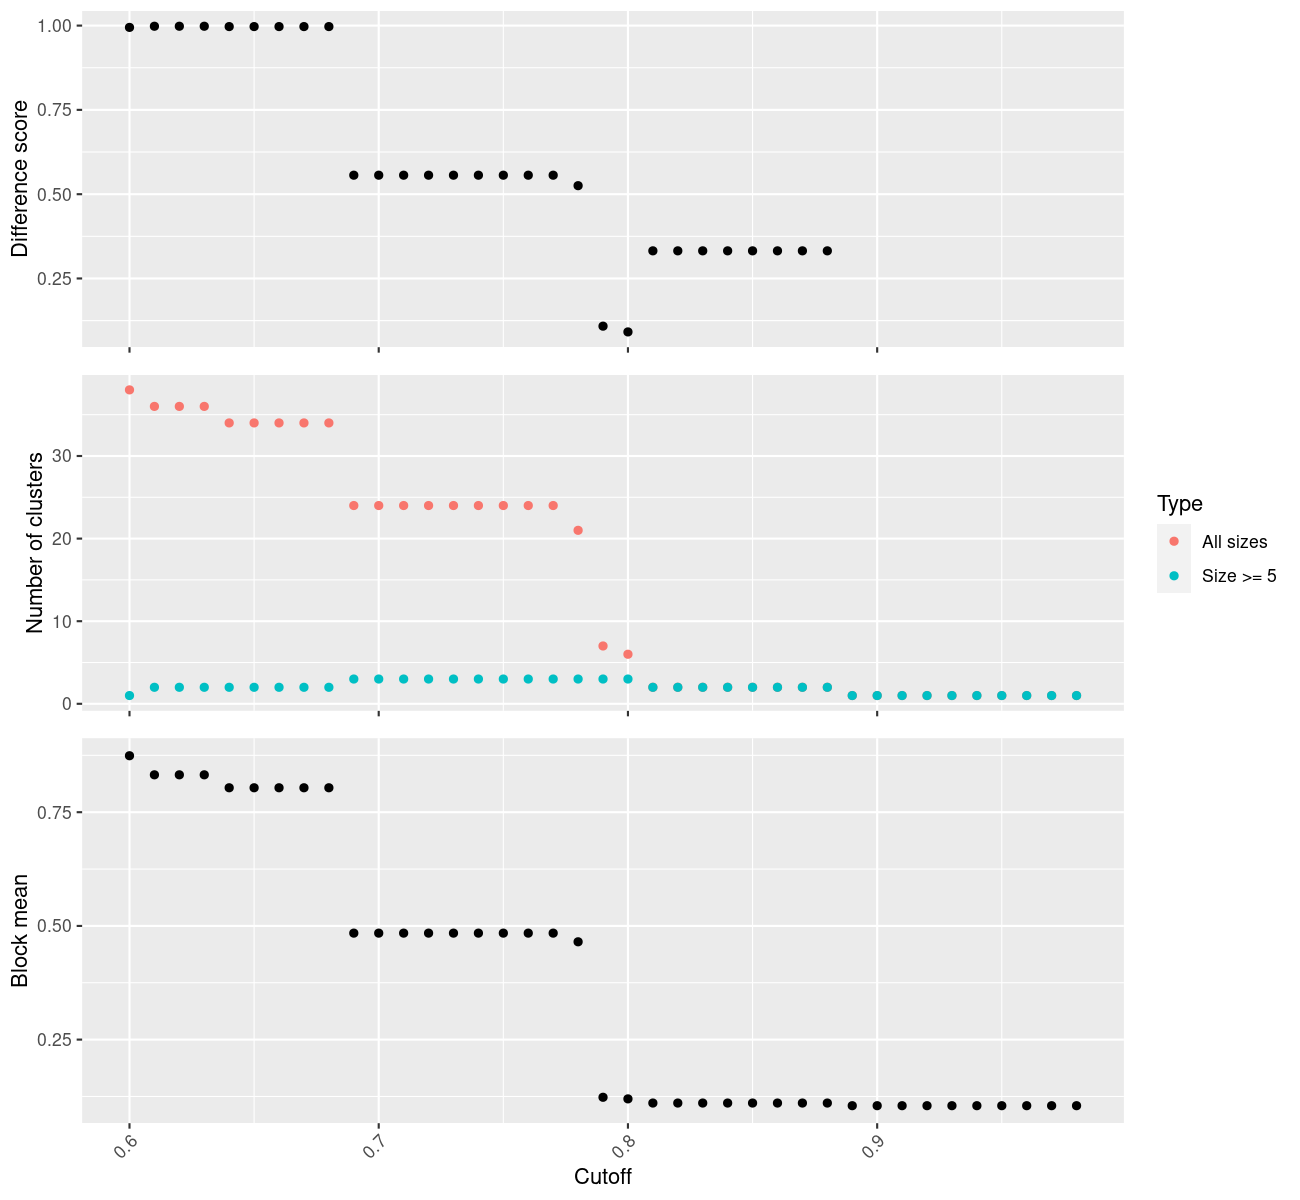 Difference score
1.00
0.75
0.50
0.25
Number of clusters
30
20
10
0
Type
All sizes
Size >= 5
Block mean
0.75
0.50
0.25
0.6
0.7
0.8
0.9
Cutoff